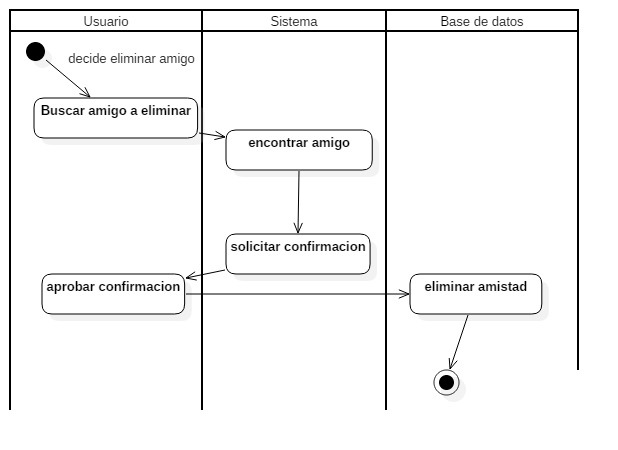 Usuario
Sistema
Base de datos
decide eliminar amigo
Buscar amigo a eliminar
encontrar amigo
solicitar confirmacion
aprobar confirmacion
eliminar amistad